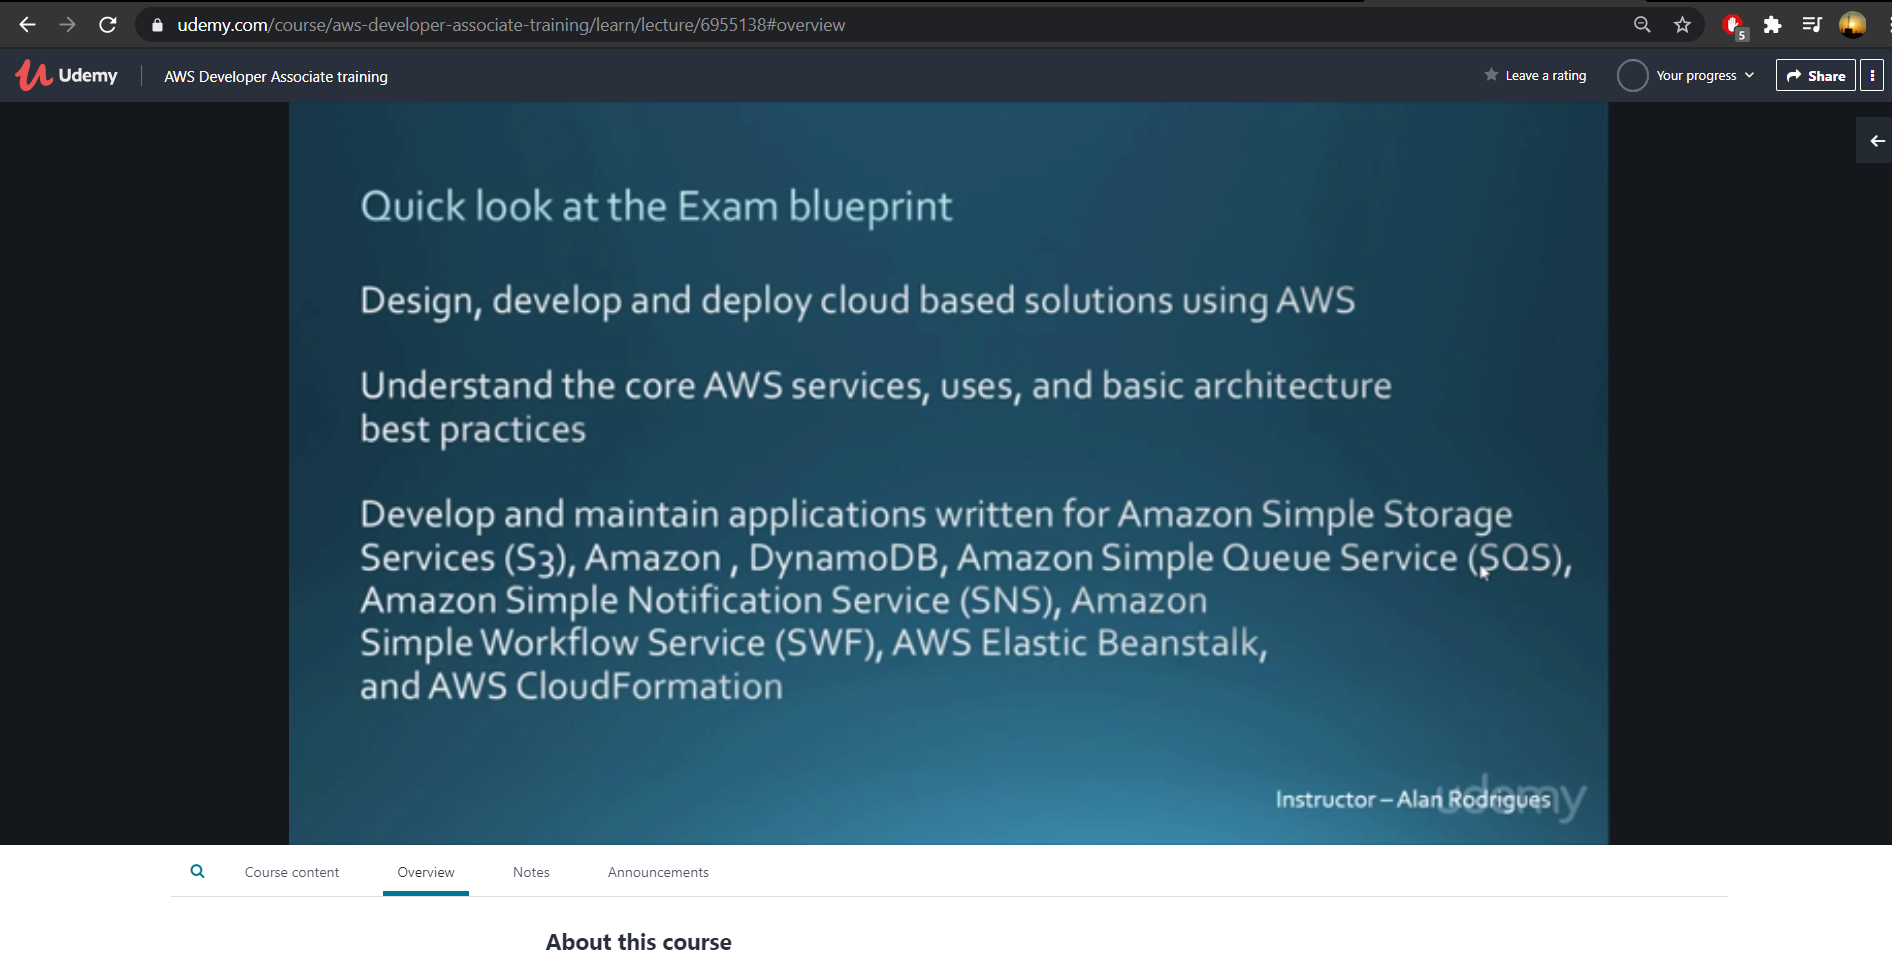 udemy.com/course/aws-developer-associate-training/learn/lecture/6955138#overview
5
Udemy
AWS Developer Associate training
Leave a rating
Your progress
Share
Quick look at the Exam blueprint
Design, develop and deploy cloud based solutions using AWS
Understand the core AWS services, uses, and basic architecture
best practices
Develop and maintain applications written for Amazon Simple Storage
Services (S3), Amazon , DynamoDB, Amazon Simple Queue Service (SQS),
Amazon Simple Notification Service (SNS), Amazon
Simple Workflow Service (SWF), AWS Elastic Beanstalk,
and AWS CloudFormation
Instructor – Alan Rodrigues
udemy
Course content
Overview
Notes
Announcements
About this course